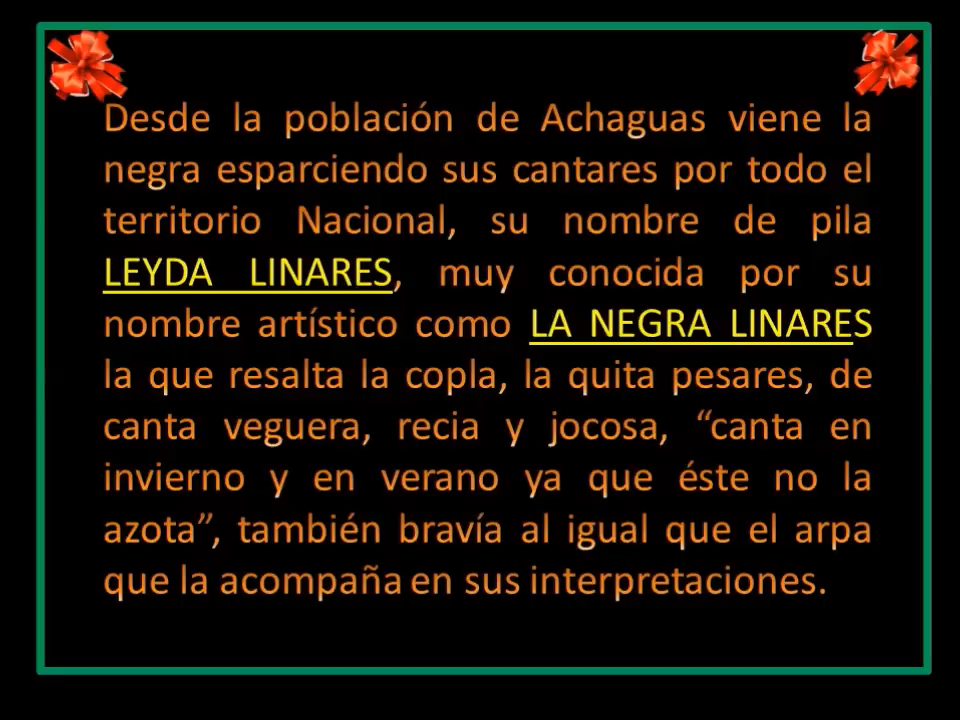 Desde la población de Achaguas viene la
negra esparciendo sus cantares por todo el
territorio Nacional, su nombre de pila
LEYDA LINARES, muy conocida por su
nombre artístico como LA NEGRA LINARES
la que resalta la copla, la quita pesares, de
canta veguera, recia y jocosa, “canta en
invierno y en verano ya que éste no la
azota”, también bravía al igual que el arpa
que la acompaña en sus interpretaciones.